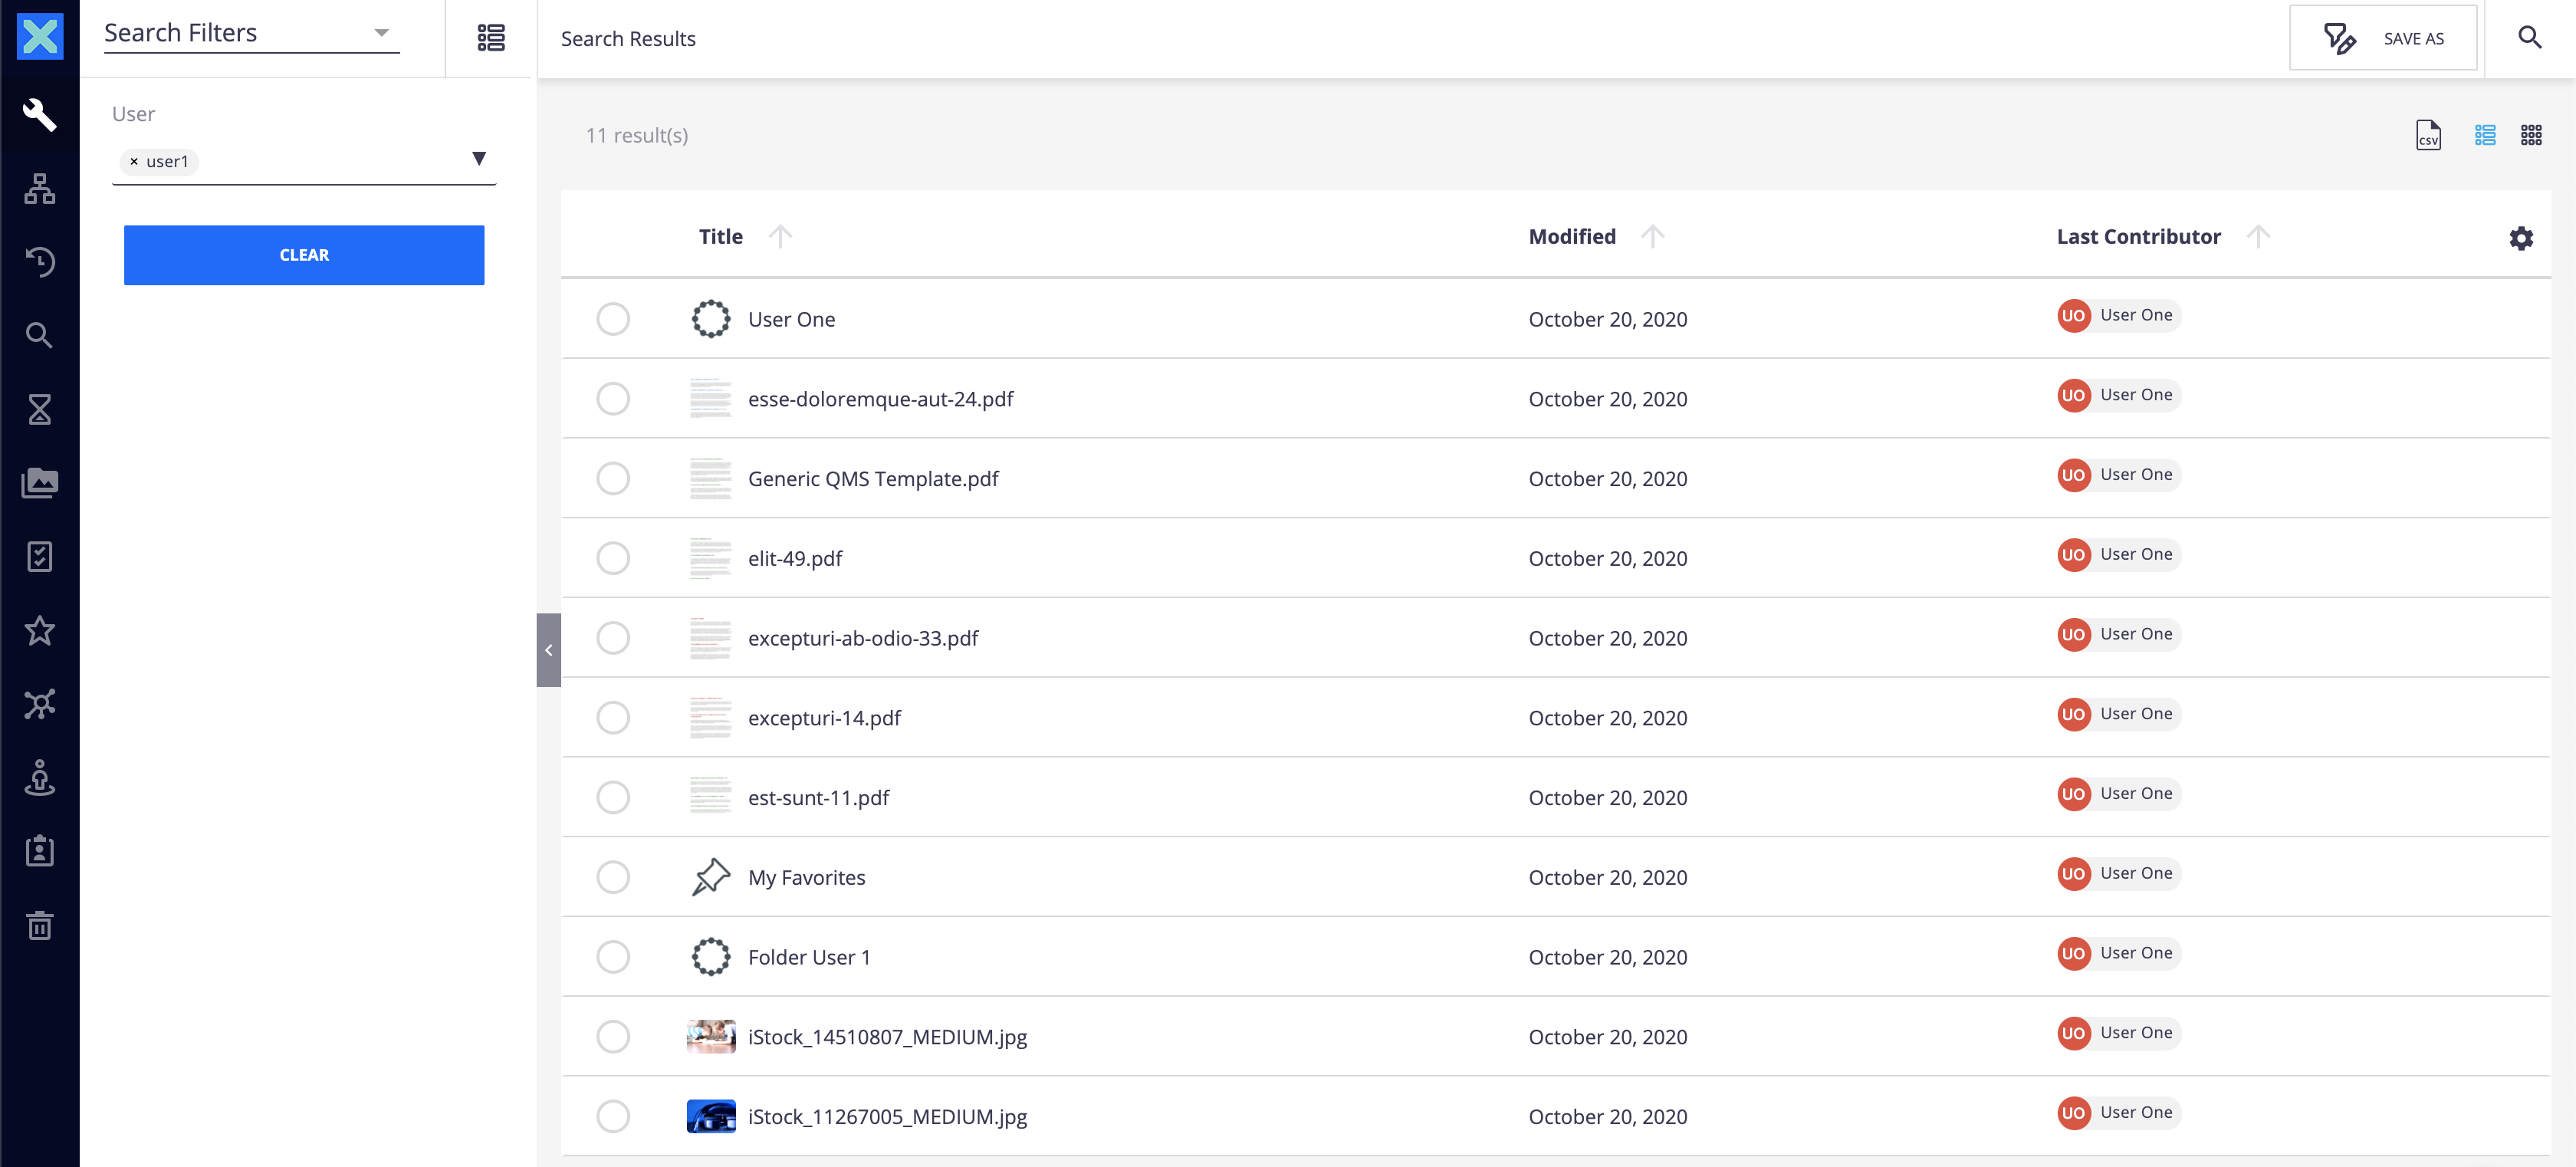 Search Filters
Search Results
SAVE AS
User
× user1
CLEAR
11 result(s)
CSV
Title Modified Last Contributor
User One October 20, 2020 UO User One
esse-doloremque-aut-24.pdf October 20, 2020 UO User One
Generic QMS Template.pdf October 20, 2020 UO User One
elit-49.pdf October 20, 2020 UO User One
excepturi-ab-odio-33.pdf October 20, 2020 UO User One
excepturi-14.pdf October 20, 2020 UO User One
est-sunt-11.pdf October 20, 2020 UO User One
My Favorites October 20, 2020 UO User One
Folder User 1 October 20, 2020 UO User One
iStock_14510807_MEDIUM.jpg October 20, 2020 UO User One
iStock_11267005_MEDIUM.jpg October 20, 2020 UO User One